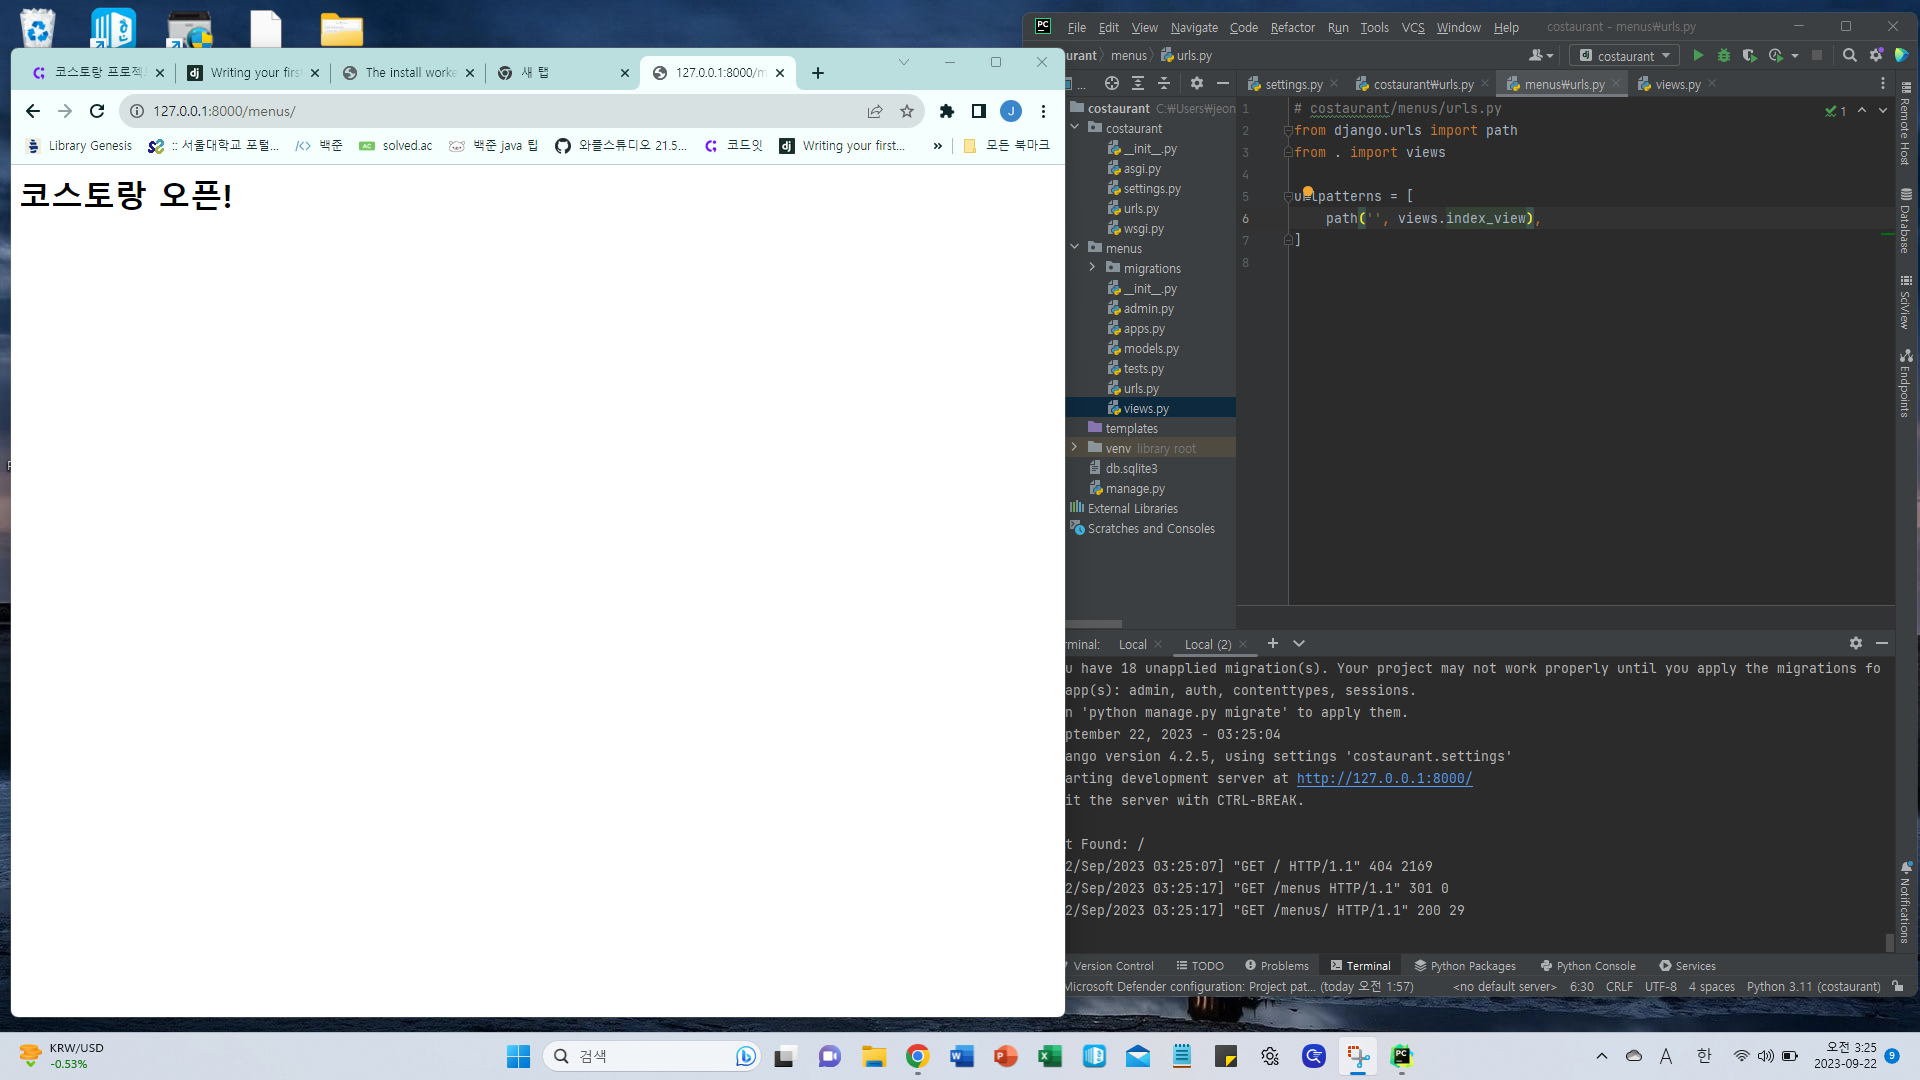 코스토랑 프로젝
Writing your firs
The install worke
새 탭
127.0.0.1:8000/m
127.0.0.1:8000/menus/
J
Library Genesis
:: 서울대학교 포털...
백준
solved.ac
백준 java 팁
와플스튜디오 21.5...
코드잇
Writing your first...
»
모든 북마크
코스토랑 오픈!
PC
File Edit View Navigate Code Refactor Run Tools VCS Window Help
costaurant - menus₩urls.py
urant menus urls.py
costaurant
settings.py
costaurant₩urls.py
menus₩urls.py
views.py
costaurant C:₩Users₩jeon
costaurant
__init__.py
asgi.py
settings.py
urls.py
wsgi.py
menus
migrations
__init__.py
admin.py
apps.py
models.py
tests.py
urls.py
views.py
templates
venv library root
db.sqlite3
manage.py
External Libraries
Scratches and Consoles
1 # costaurant/menus/urls.py
2 from django.urls import path
3 from . import views
4
5 urlpatterns = [
6 path('', views.index_view),
7 ]
8
1
Remote Host
Database
SciView
Endpoints
Notifications
rminal: Local Local (2)
u have 18 unapplied migration(s). Your project may not work properly until you apply the migrations fo
app(s): admin, auth, contenttypes, sessions.
n 'python manage.py migrate' to apply them.
ptember 22, 2023 - 03:25:04
ango version 4.2.5, using settings 'costaurant.settings'
arting development server at http://127.0.0.1:8000/
it the server with CTRL-BREAK.
t Found: /
2/Sep/2023 03:25:07] "GET / HTTP/1.1" 404 2169
2/Sep/2023 03:25:17] "GET /menus HTTP/1.1" 301 0
2/Sep/2023 03:25:17] "GET /menus/ HTTP/1.1" 200 29
Version Control TODO Problems Terminal Python Packages Python Console Services
Microsoft Defender configuration: Project pat... (today 오전 1:57)
<no default server> 6:30 CRLF UTF-8 4 spaces Python 3.11 (costaurant)
KRW/USD
-0.53%
검색
A
한
오전 3:25
2023-09-22
9